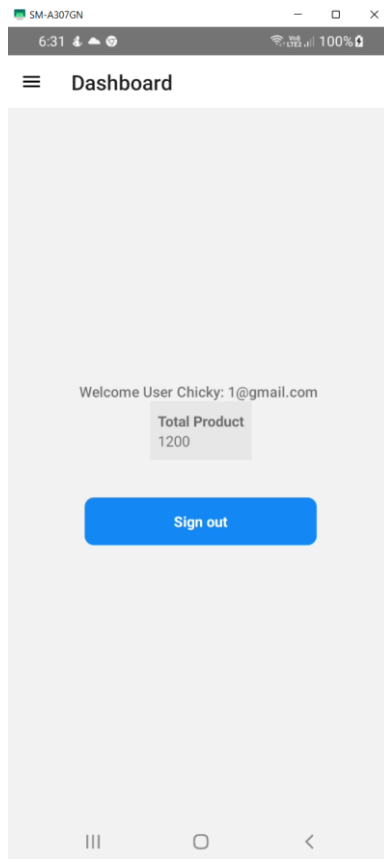 SM-A307GN
6:31 100%
Dashboard
Welcome User Chicky: 1@gmail.com
Total Product
1200
Sign out